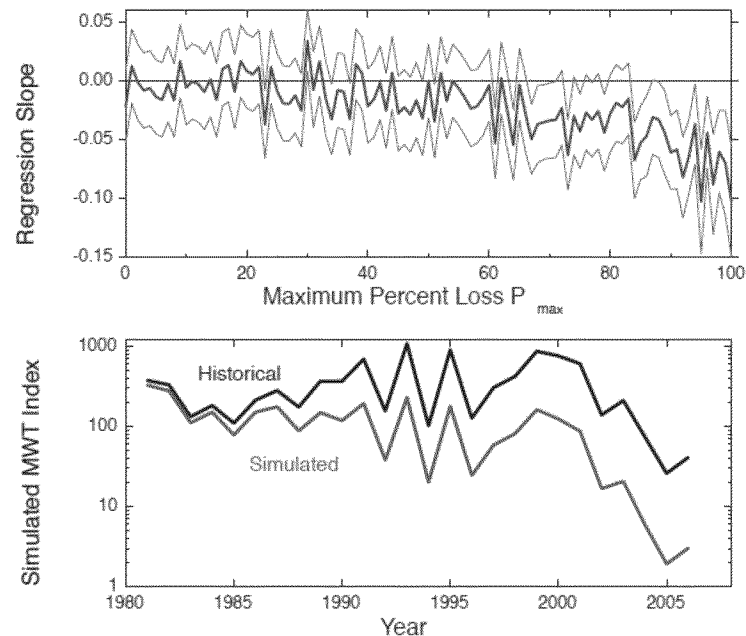 0.05
0.00
-0.05
-0.10
-0.15
Regression Slope
0 20 40 60 80 100
Maximum Percent Loss P max
1000
100
10
1
Simulated MWT Index
Historical
Simulated
1980 1985 1990 1995 2000 2005
Year